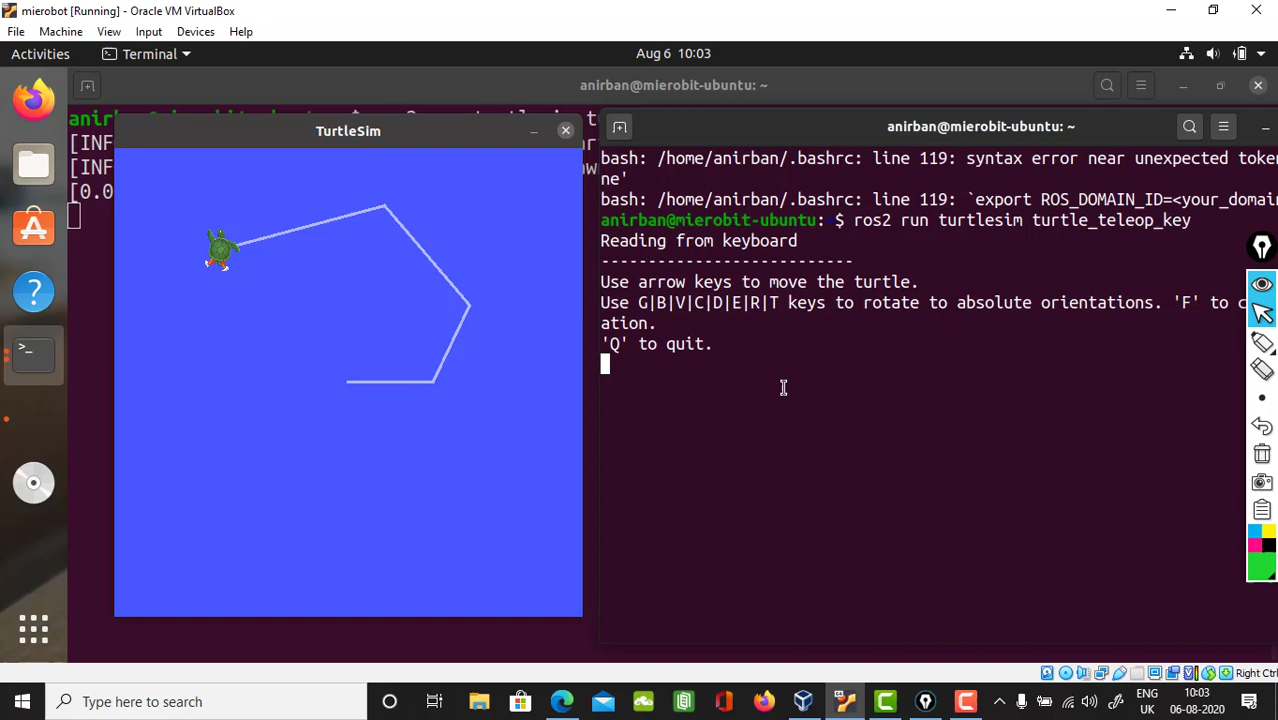 mierobot [Running] - Oracle VM VirtualBox
File Machine View Input Devices Help
Activities Terminal Aug 6 10:03
anirban@mierobit-ubuntu: ~
[INF
[INF
[0.0
TurtleSim
anirban@mierobit-ubuntu: ~
bash: /home/anirban/.bashrc: line 119: syntax error near unexpected toke
ne'
bash: /home/anirban/.bashrc: line 119: `export ROS_DOMAIN_ID=<your_domai
anirban@mierobit-ubuntu:~$ ros2 run turtlesim turtle_teleop_key
Reading from keyboard
---------------------------
Use arrow keys to move the turtle.
Use G|B|V|C|D|E|R|T keys to rotate to absolute orientations. 'F' to c
ation.
'Q' to quit.
Right Ctrl
Type here to search
ENG 10:03
UK 06-08-2020